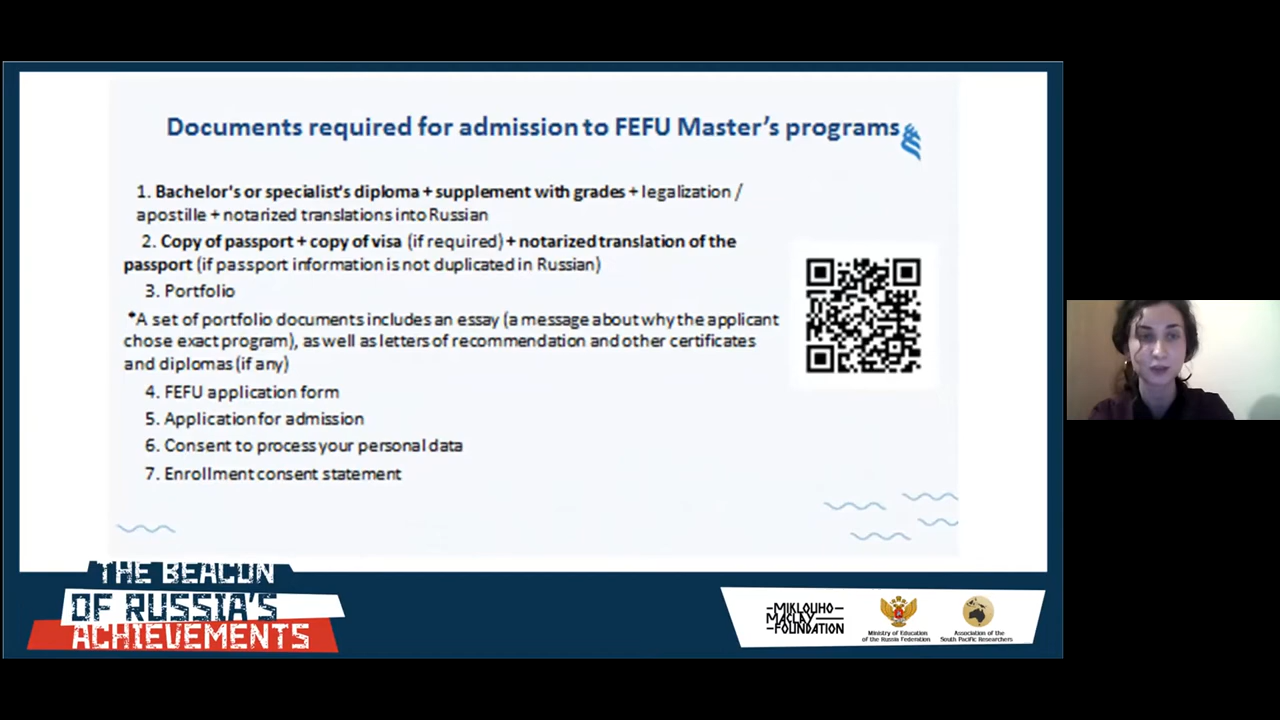 Documents required for admission to FEFU Master's programs
1. Bachelor's or specialist's diploma + supplement with grades + legalization /
apostille + notarized translations into Russian
2. Copy of passport + copy of visa (if required) + notarized translation of the
passport (if passport information is not duplicated in Russian)
3. Portfolio
*A set of portfolio documents includes an essay (a message about why the applicant
chose exact program), as well as letters of recommendation and other certificates
and diplomas (if any)
4. FEFU application form
5. Application for admission
6. Consent to process your personal data
7. Enrollment consent statement
THE BEACON
OF RUSSIA'S
ACHIEVEMENTS
MIKLOUHO
MACLAY
FOUNDATION
Ministry of Education
of the Russia Federation
Association of the
South Pacific Researchers